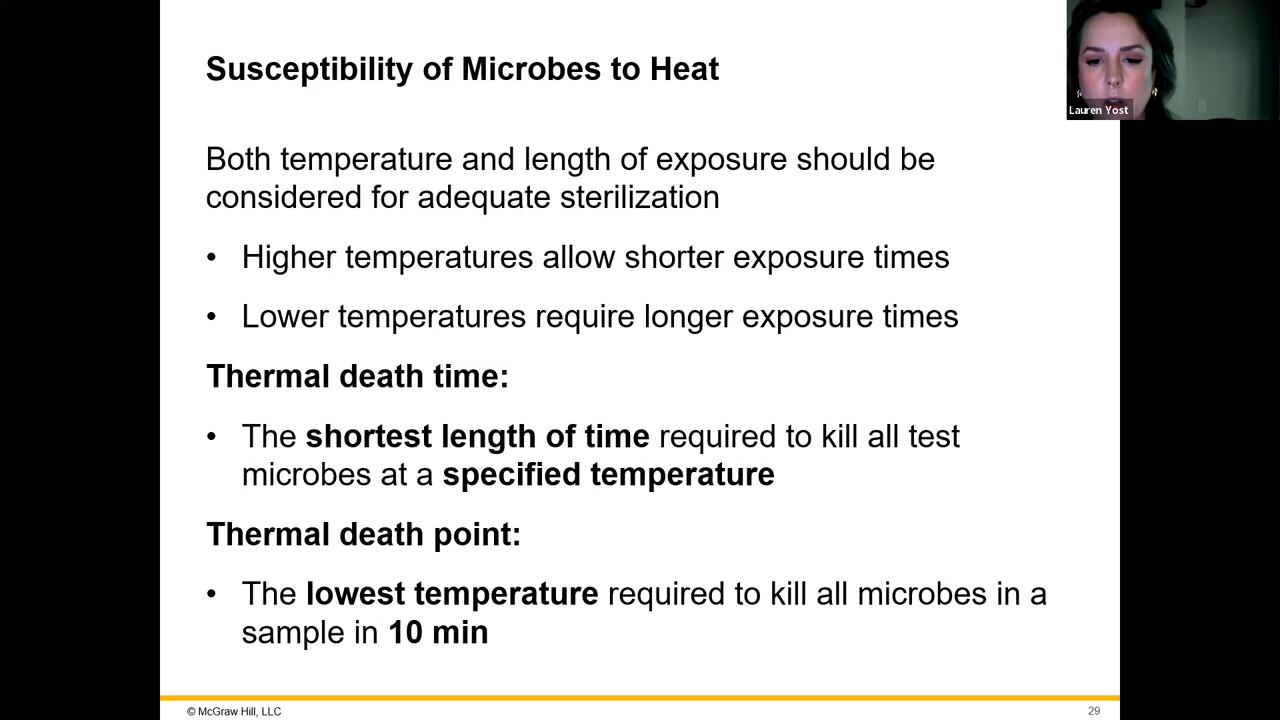 Susceptibility of Microbes to Heat
Lauren Yost
Both temperature and length of exposure should be
considered for adequate sterilization
• Higher temperatures allow shorter exposure times
• Lower temperatures require longer exposure times
Thermal death time:
• The shortest length of time required to kill all test
microbes at a specified temperature
Thermal death point:
• The lowest temperature required to kill all microbes in a
sample in 10 min
© McGraw Hill, LLC
29